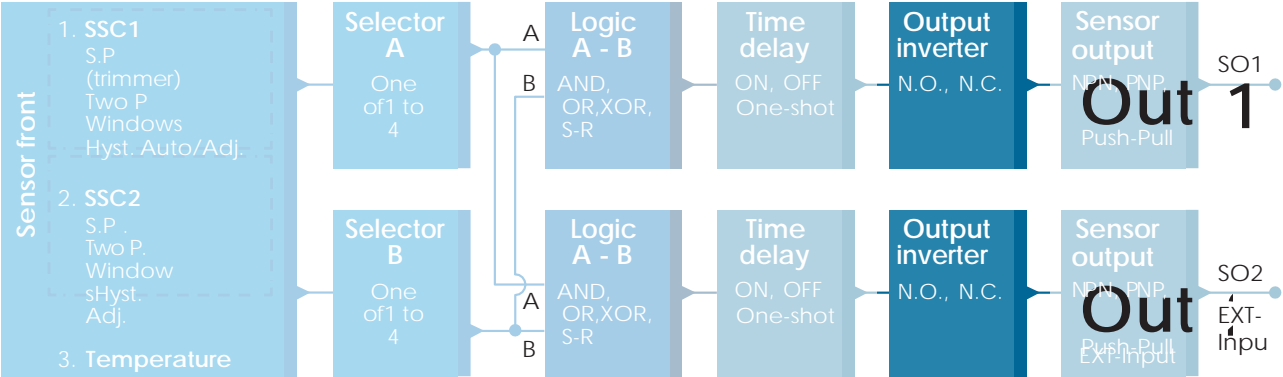 Sensor front
1. SSC1
S.P
(trimmer)
Two P
Windows
Hyst. Auto/Adj.
2. SSC2
S.P .
Two P.
Window
sHyst.
Adj.
3. Temperature
Selector
A
One
of1 to
4
A
B
Logic
A - B
AND,
OR,XOR,
S-R
Time
delay
ON, OFF
One-shot
Output
inverter
N.O., N.C.
Sensor
output
NPN, PNP,
Push-Pull
Out 1
SO1
Selector
B
One
of1 to
4
A
B
Logic
A - B
AND,
OR,XOR,
S-R
Time
delay
ON, OFF
One-shot
Output
inverter
N.O., N.C.
Sensor
output
NPN, PNP,
Push-Pull
EXT-Input
Out
SO2
EXT-
Inpu